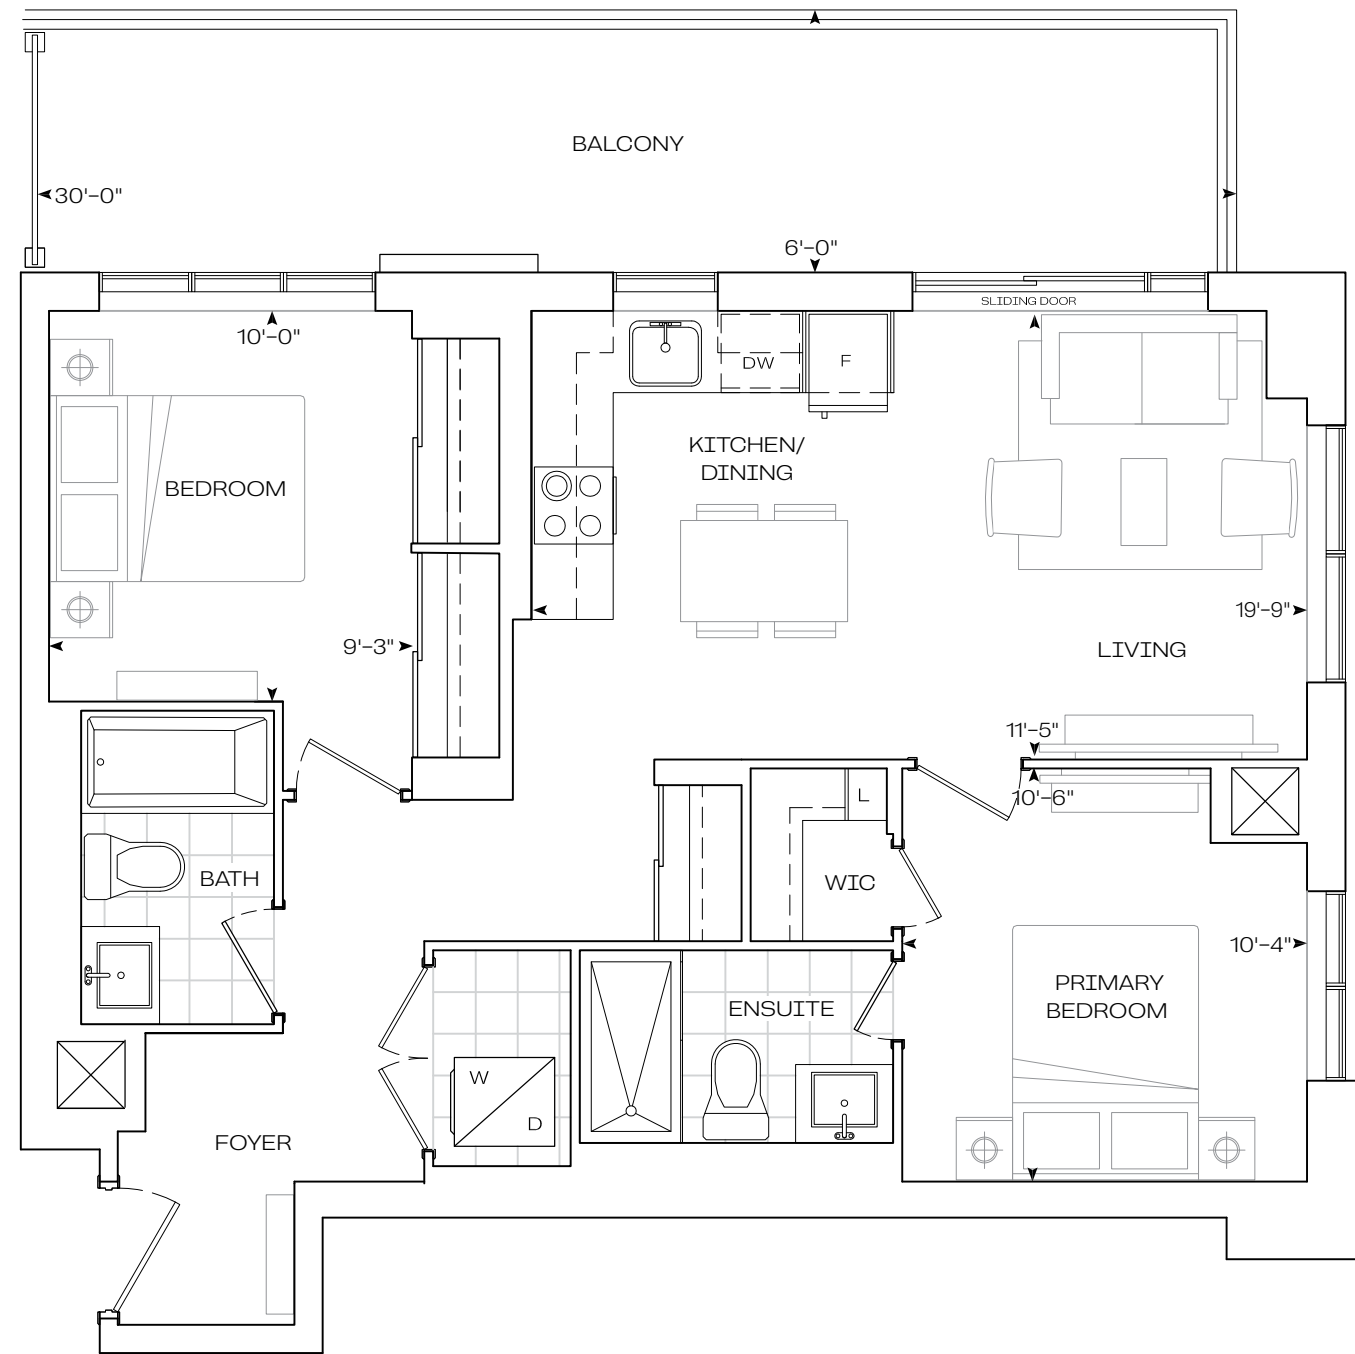 BALCONY
30'-0"
6'-0"
SLIDING DOOR
10'-0"
DW
F
KITCHEN/
DINING
BEDROOM
19'-9"
9'-3"
LIVING
11'-5"
10'-6"
L
BATH
WIC
10'-4"
PRIMARY
BEDROOM
ENSUITE
W
D
FOYER